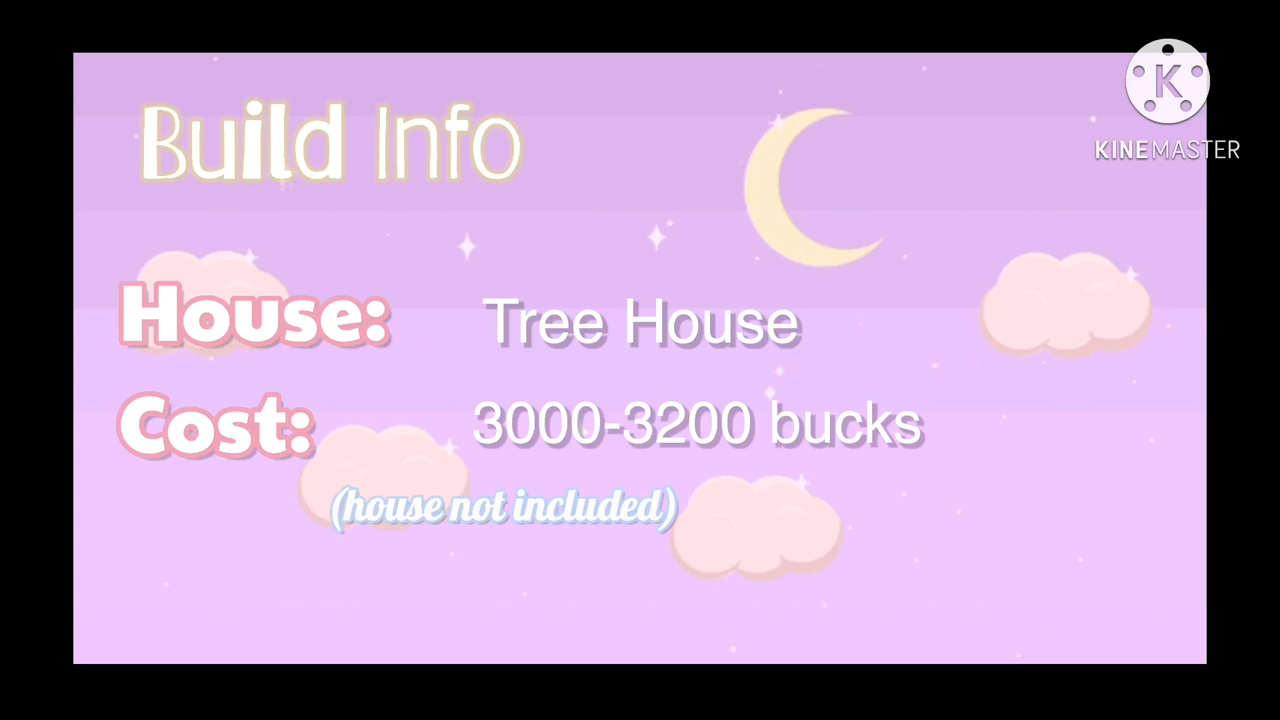 Build Info
K
KINEMASTER
House: Tree House
Cost: 3000-3200 bucks
(house not included)